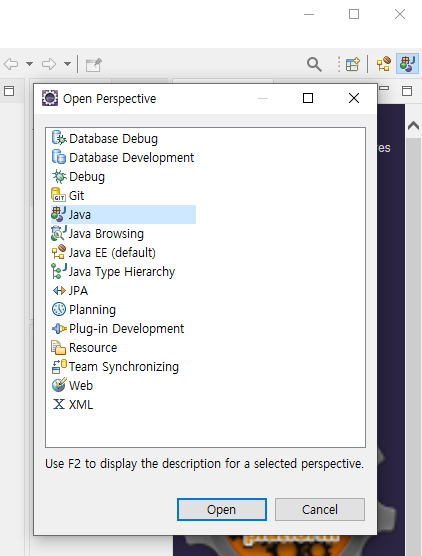 Open Perspective
res
Database Debug
Database Development
Debug
Git
Java
Java Browsing
Java EE (default)
Java Type Hierarchy
JPA
Planning
Plug-in Development
Resource
Team Synchronizing
Web
XML
Use F2 to display the description for a selected perspective.
Open
Cancel
platform